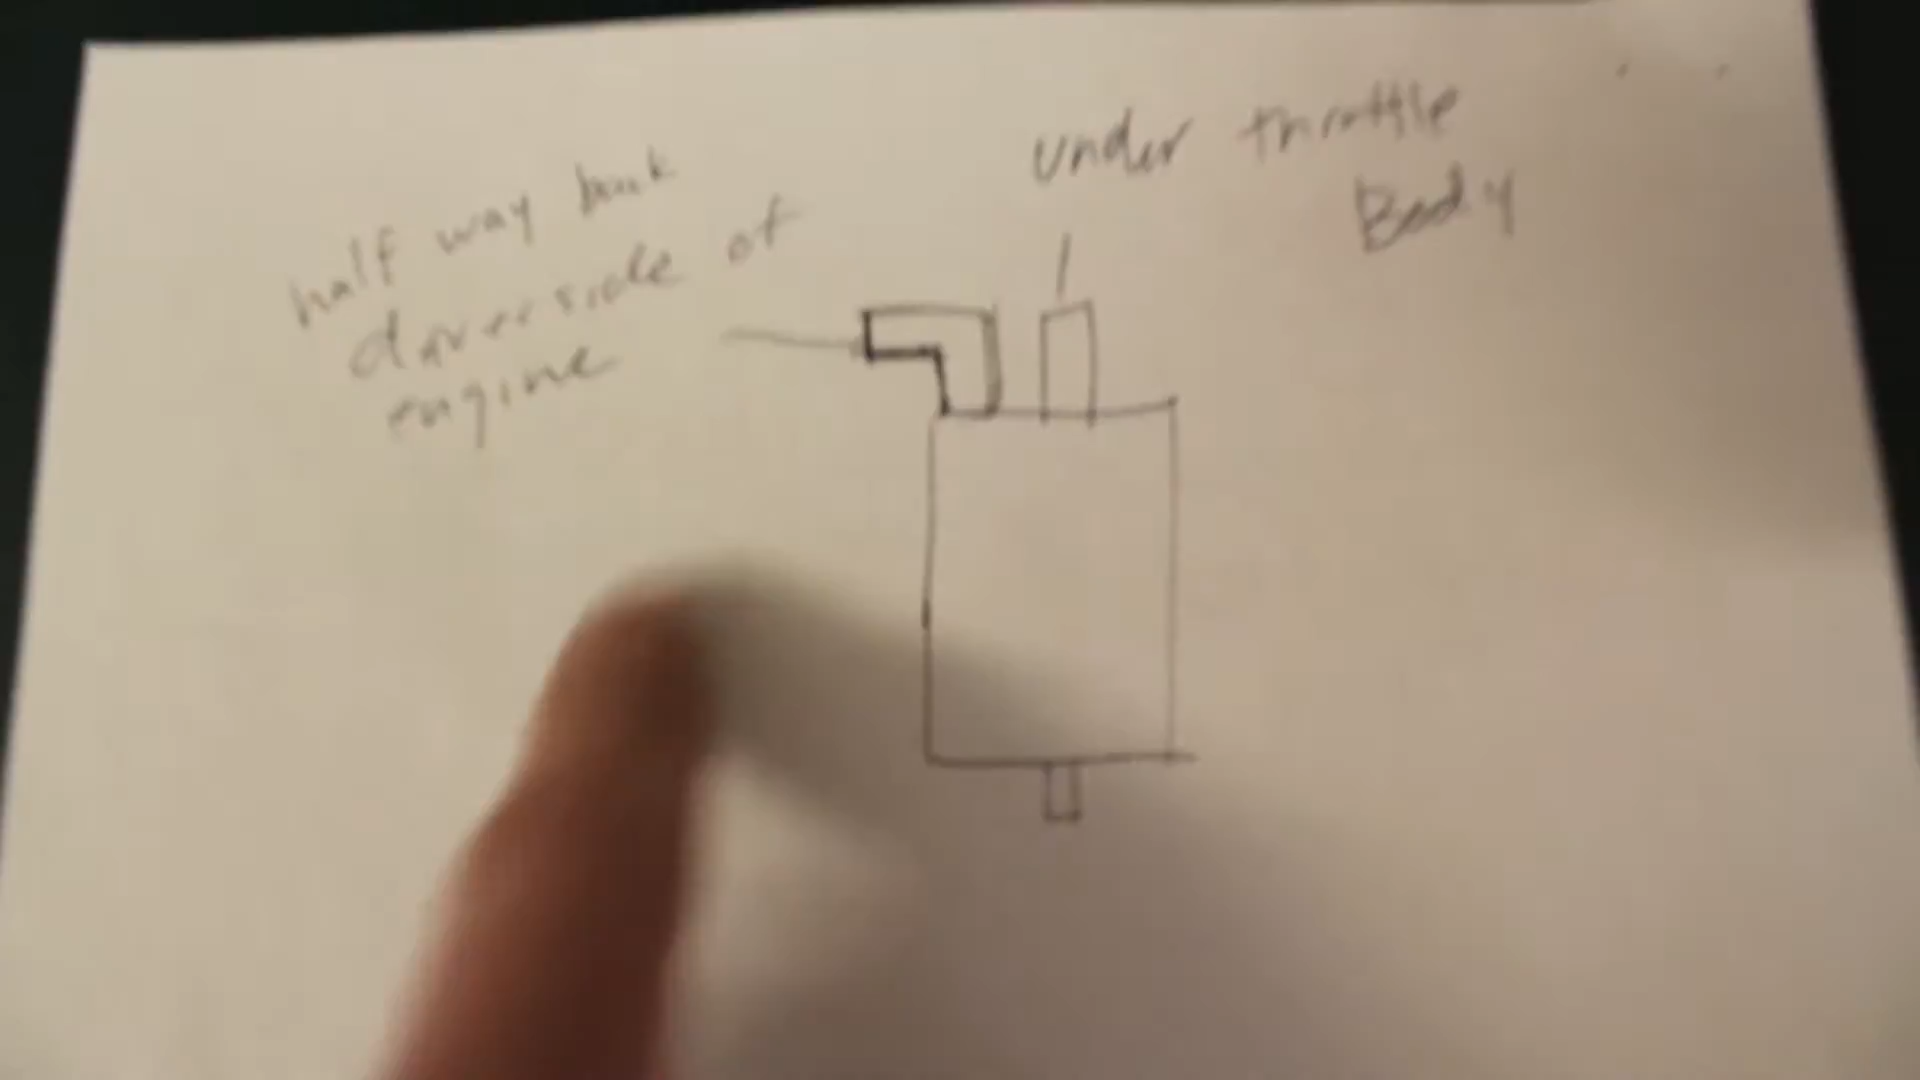 half way back
driverside of
engine
under throttle
Body